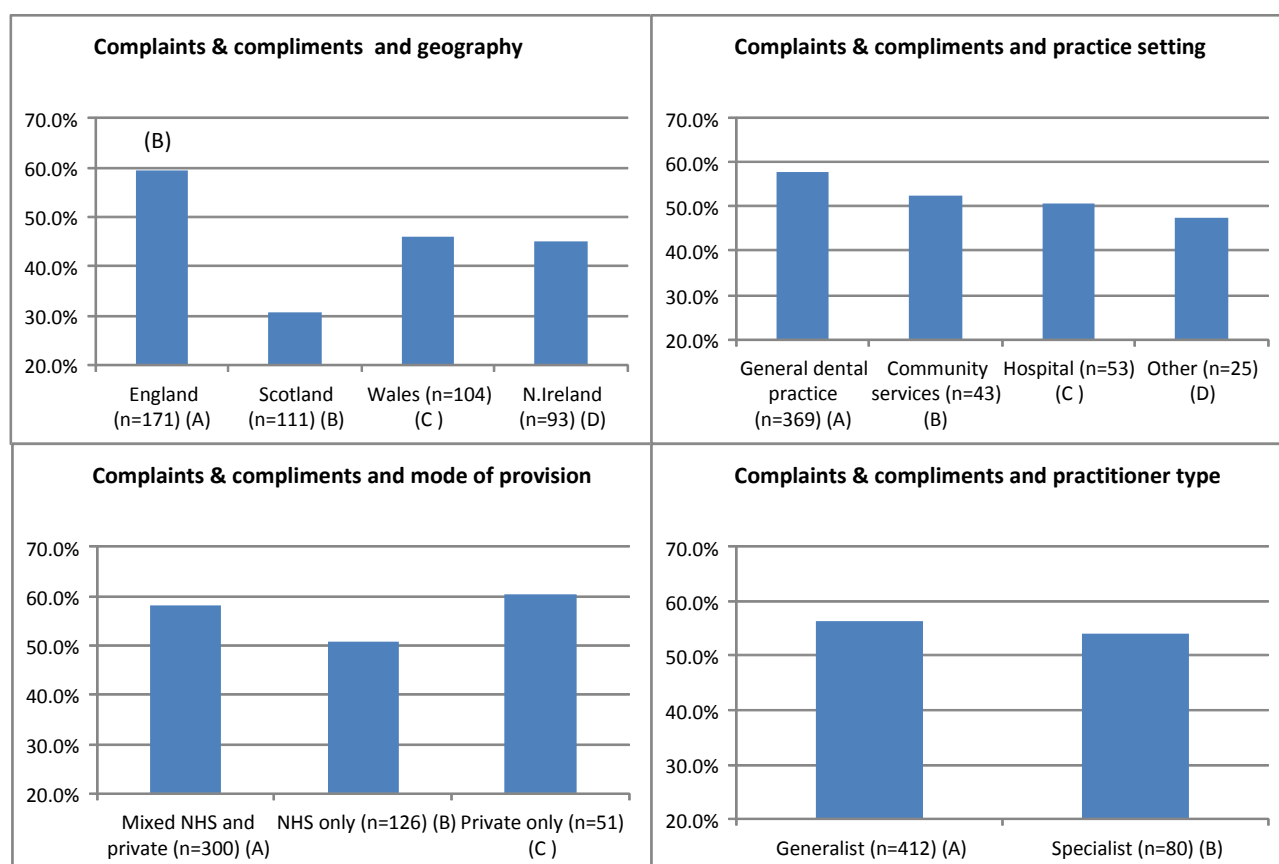 Complaints & compliments and geography
70.0%
60.0%
50.0%
40.0%
30.0%
20.0%
(B)
England
(n=171) (A)
Scotland
(n=111) (B)
Wales (n=104)
(C )
N.Ireland
(n=93) (D)
Complaints & compliments and practice setting
70.0%
60.0%
50.0%
40.0%
30.0%
20.0%
General dental
practice
(n=369) (A)
Community
services (n=43)
(B)
Hospital (n=53)
(C )
Other (n=25)
(D)
Complaints & compliments and mode of provision
70.0%
60.0%
50.0%
40.0%
30.0%
20.0%
Mixed NHS and
private (n=300) (A)
NHS only (n=126) (B)
Private only (n=51)
(C )
Complaints & compliments and practitioner type
70.0%
60.0%
50.0%
40.0%
30.0%
20.0%
Generalist (n=412) (A)
Specialist (n=80) (B)